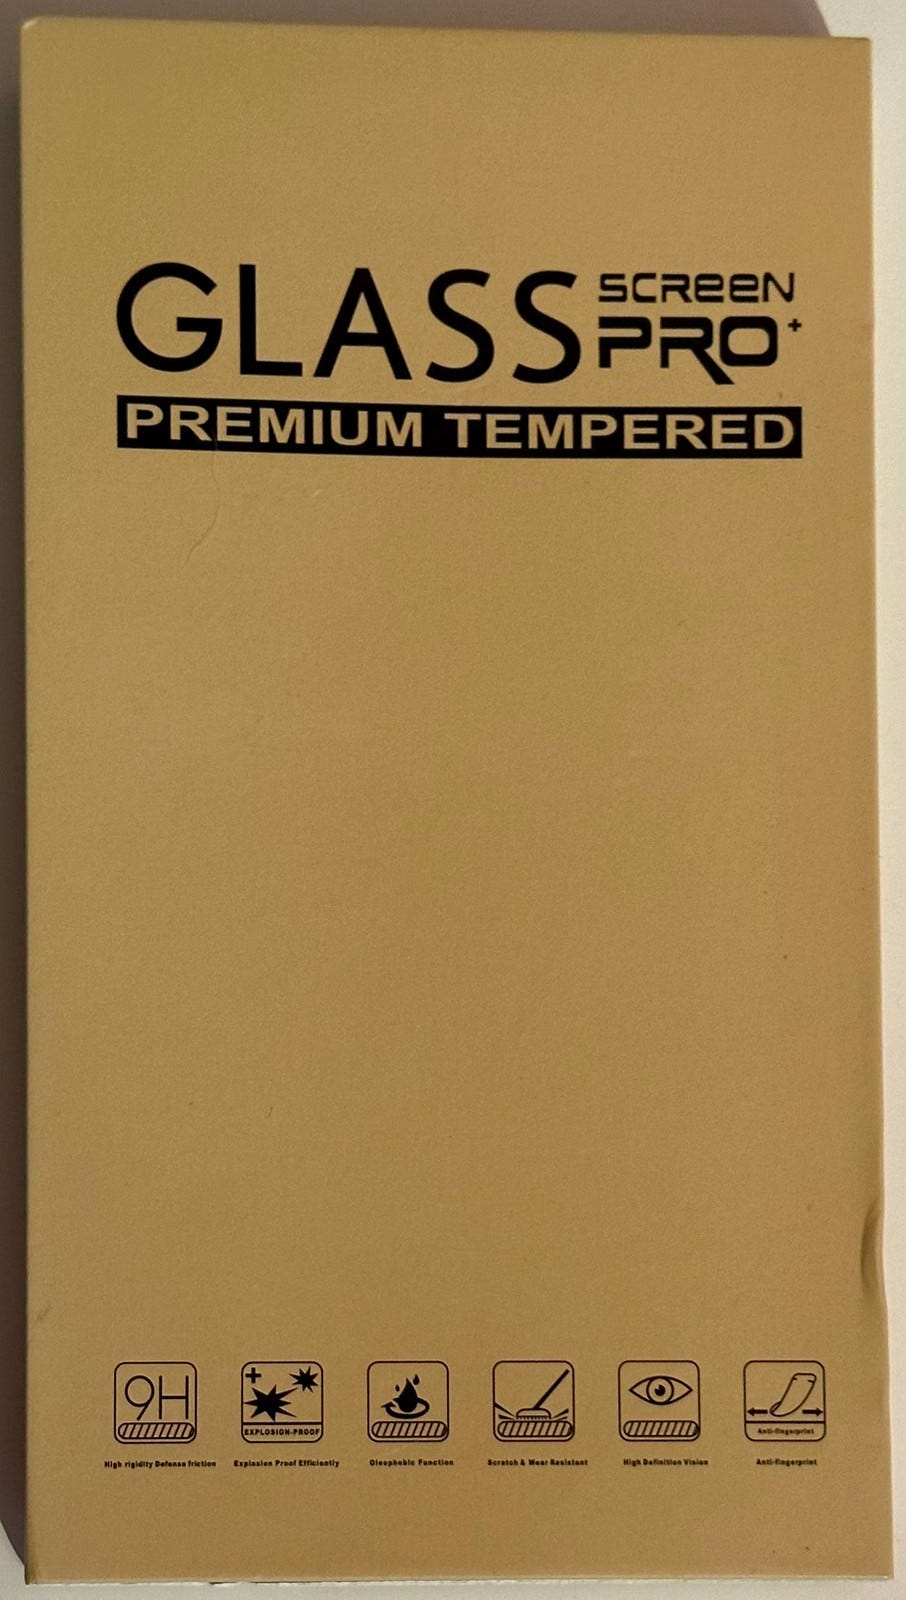 GLASS SCREEN PRO+
PREMIUM TEMPERED
9H
EXPLOSION-PROOF
Anti-fingerprint
High rigidity Defense friction
Explosion Proof Efficiently
Oleophobic Function
Scratch & Wear Resistant
High Definition Vision
Anti-fingerprint